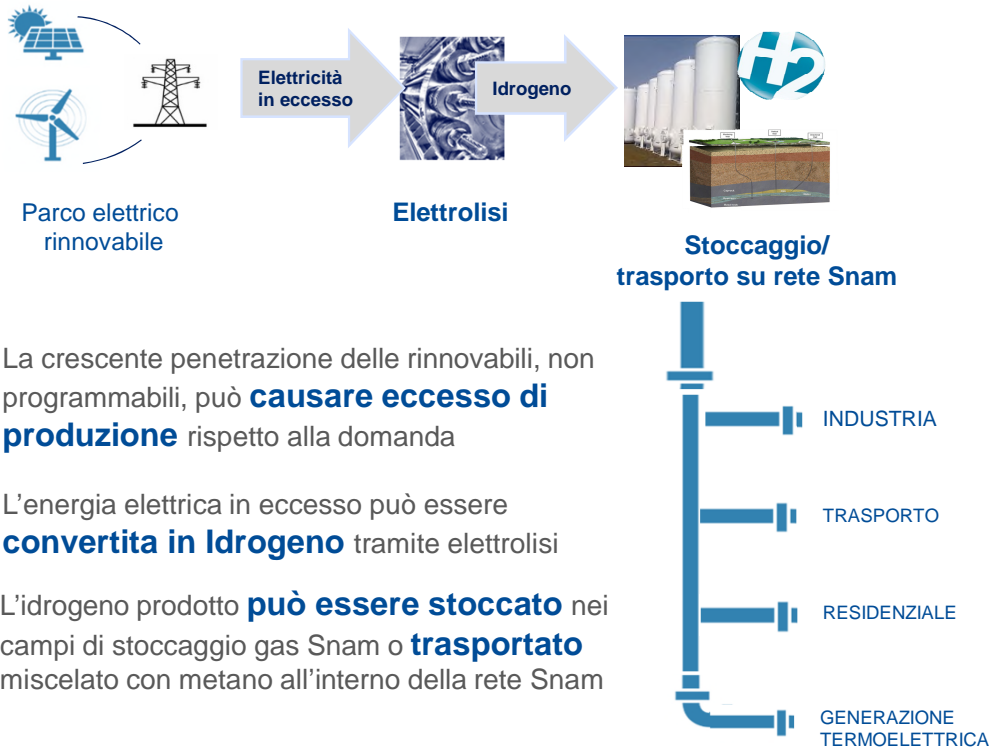 Elettricità
in eccesso
Idrogeno
H2
Parco elettrico
rinnovabile
Elettrolisi
Stoccaggio/
trasporto su rete Snam
La crescente penetrazione delle rinnovabili, non
programmabili, può causare eccesso di
produzione rispetto alla domanda
L’energia elettrica in eccesso può essere
convertita in Idrogeno tramite elettrolisi
L’idrogeno prodotto può essere stoccato nei
campi di stoccaggio gas Snam o trasportato
miscelato con metano all’interno della rete Snam
INDUSTRIA
TRASPORTO
RESIDENZIALE
GENERAZIONE
TERMOELETTRICA